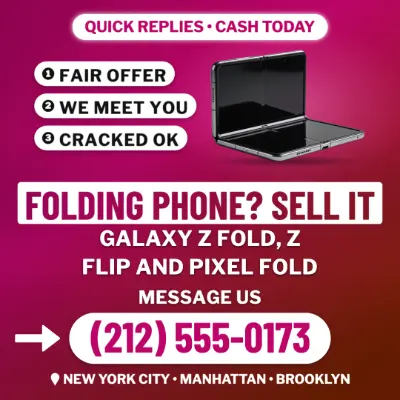 QUICK REPLIES • CASH TODAY
1 FAIR OFFER
2 WE MEET YOU
3 CRACKED OK
FOLDING PHONE? SELL IT
GALAXY Z FOLD, Z
FLIP AND PIXEL FOLD
MESSAGE US
(212) 555-0173
NEW YORK CITY • MANHATTAN • BROOKLYN